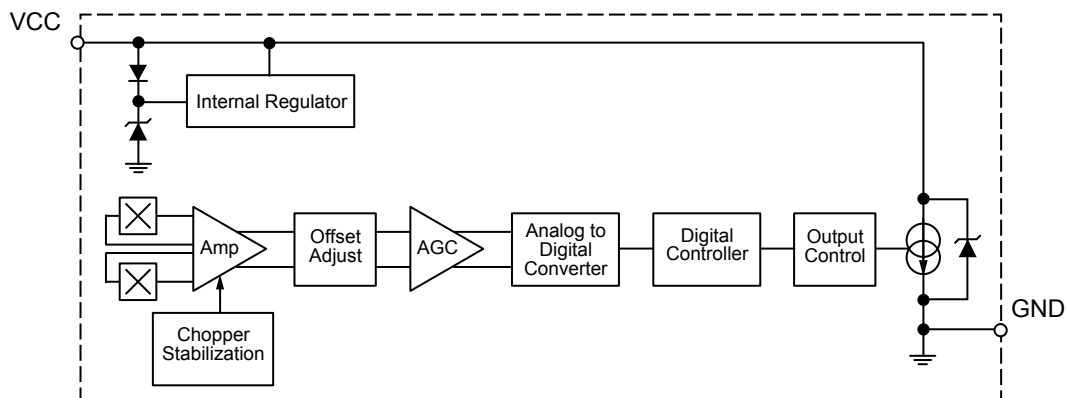 VCC
Internal Regulator
Amp
Offset
Adjust
AGC
Analog to
Digital
Converter
Digital
Controller
Output
Control
Chopper
Stabilization
GND